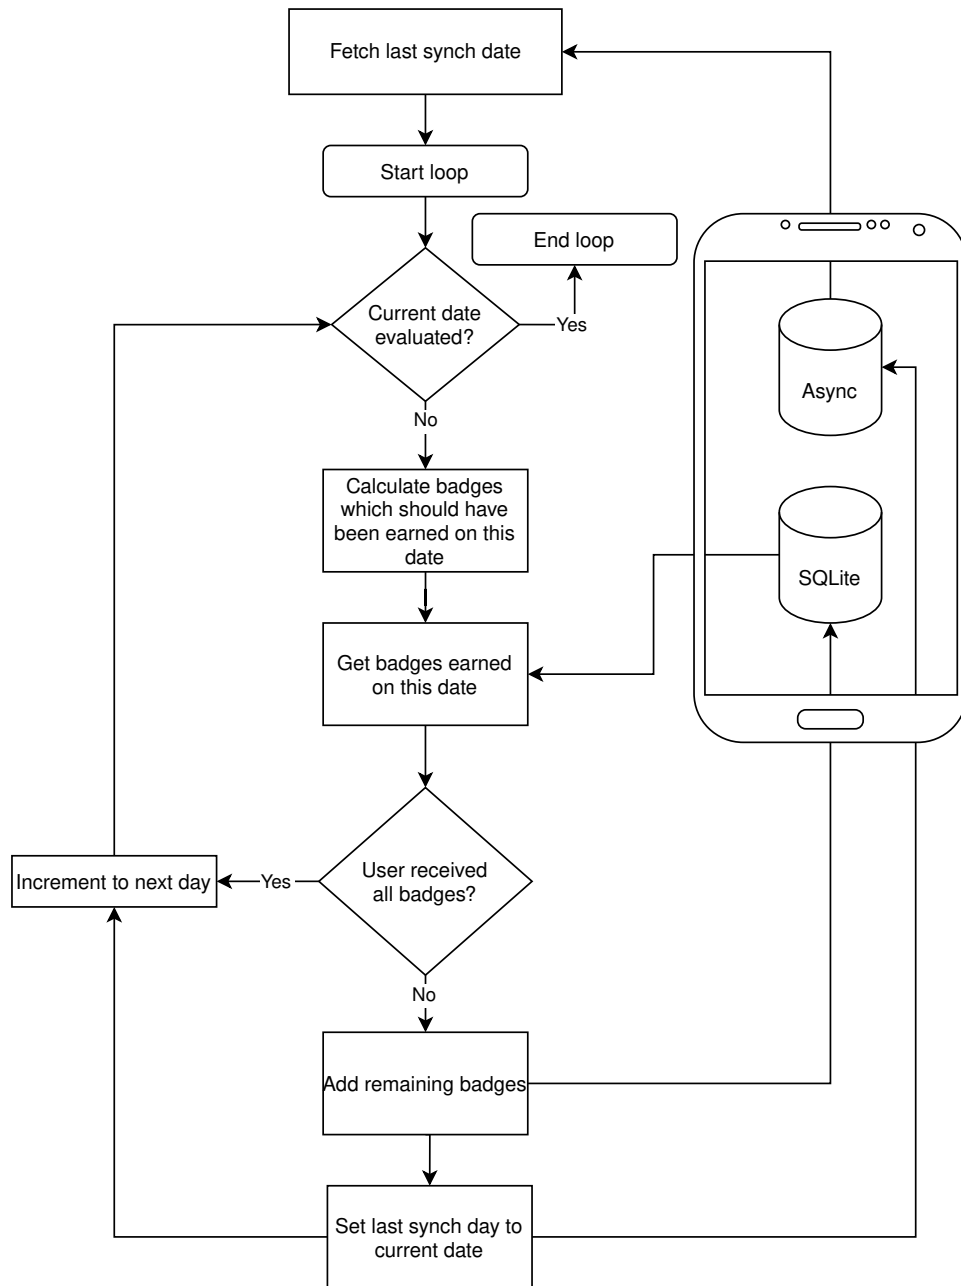 Fetch last synch date
Start loop
End loop
Current date
evaluated?
Yes
No
Async
Calculate badges
which should have
been earned on this
date
SQLite
Get badges earned
on this date
User received
all badges?
Yes
Increment to next day
No
Add remaining badges
Set last synch day to
current date